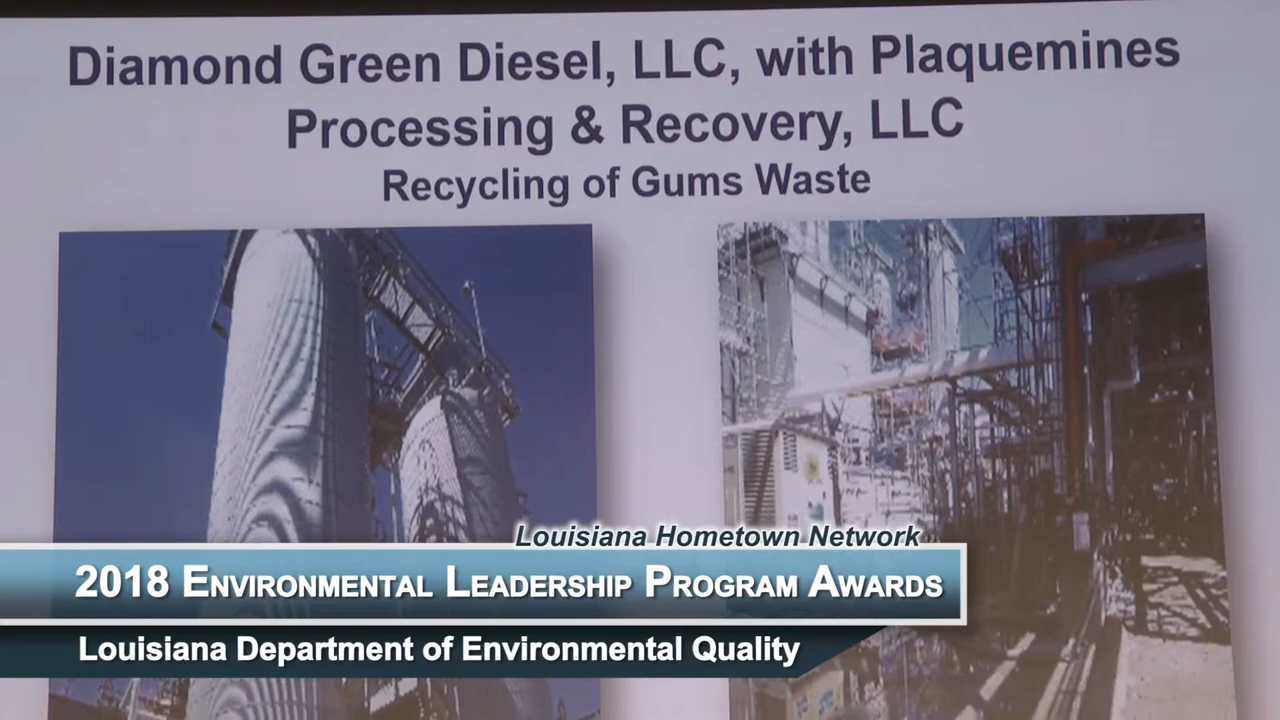 Diamond Green Diesel, LLC, with Plaquemines
Processing & Recovery, LLC
Recycling of Gums Waste
Louisiana Hometown Network
2018 Environmental Leadership Program Awards
Louisiana Department of Environmental Quality